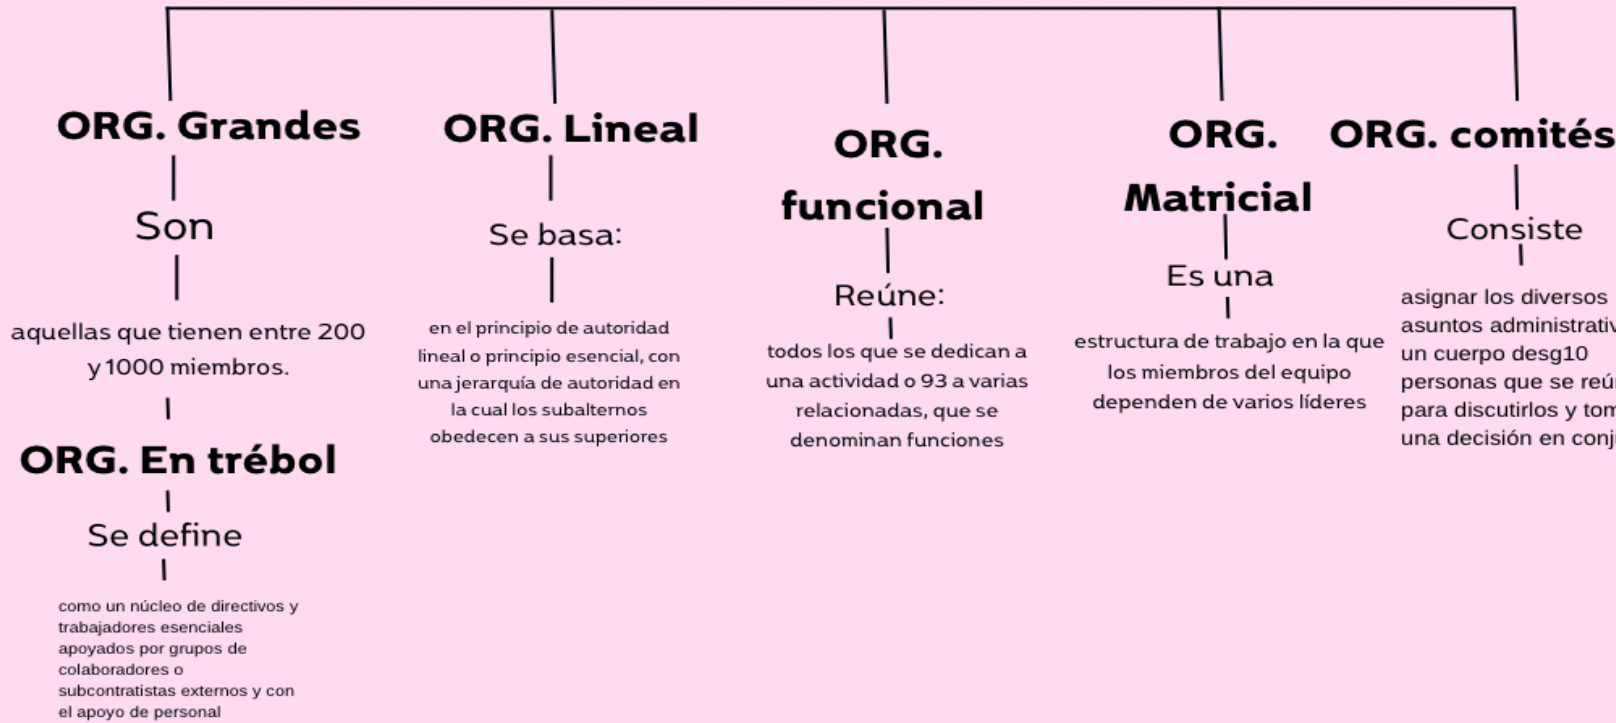 ORG. Grandes
Son
aquellas que tienen entre 200
y 1000 miembros.
ORG. En trébol
Se define
como un núcleo de directivos y
trabajadores esenciales
apoyados por grupos de
colaboradores o
subcontratistas externos y con
el apoyo de personal
ORG. Lineal
Se basa:
en el principio de autoridad
lineal o principio esencial, con
una jerarquía de autoridad en
la cual los subalternos
obedecen a sus superiores
ORG.
funcional
Reúne:
todos los que se dedican a
una actividad o 93 a varias
relacionadas, que se
denominan funciones
ORG.
Matricial
Es una
estructura de trabajo en la que
los miembros del equipo
dependen de varios líderes
ORG. comités
Consiste
asignar los diversos
asuntos
un cuerpo desg10
personas que se
para discutirlos y
una decisión en